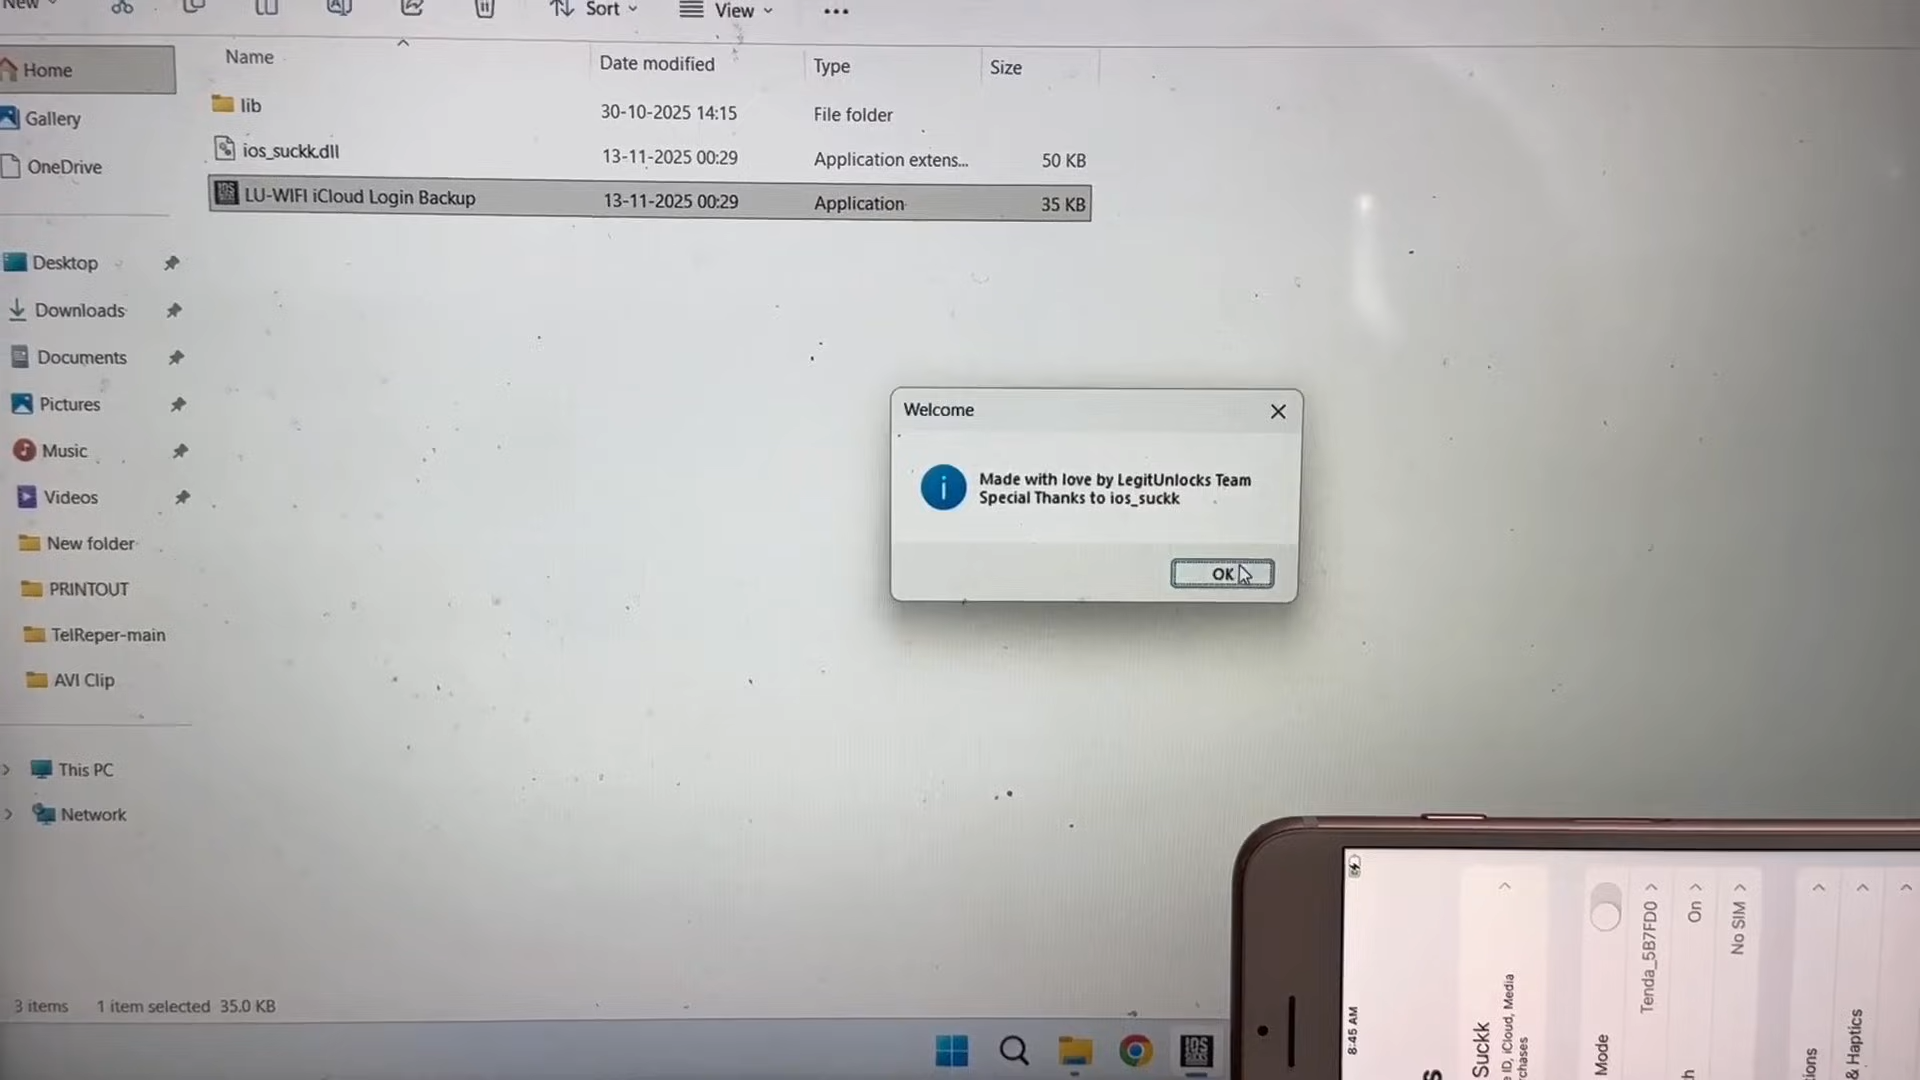 New
Sort
View
Name
Date modified
Type
Size
Home
lib
30-10-2025 14:15
File folder
Gallery
ios_suckk.dll
13-11-2025 00:29
Application extens...
50 KB
OneDrive
LU-WIFI iCloud Login Backup
13-11-2025 00:29
Application
35 KB
Desktop
Downloads
Documents
Pictures
Music
Videos
New folder
PRINTOUT
TelReper-main
AVI Clip
This PC
Network
Welcome
Made with love by LegitUnlocks Team
Special Thanks to ios_suckk
OK
3 items
1 item selected 35.0 KB
8:45 AM
Suckk
ID, iCloud, Media
chases
Mode
Tenda_5B7FD0
On
No SIM
ions
& Haptics